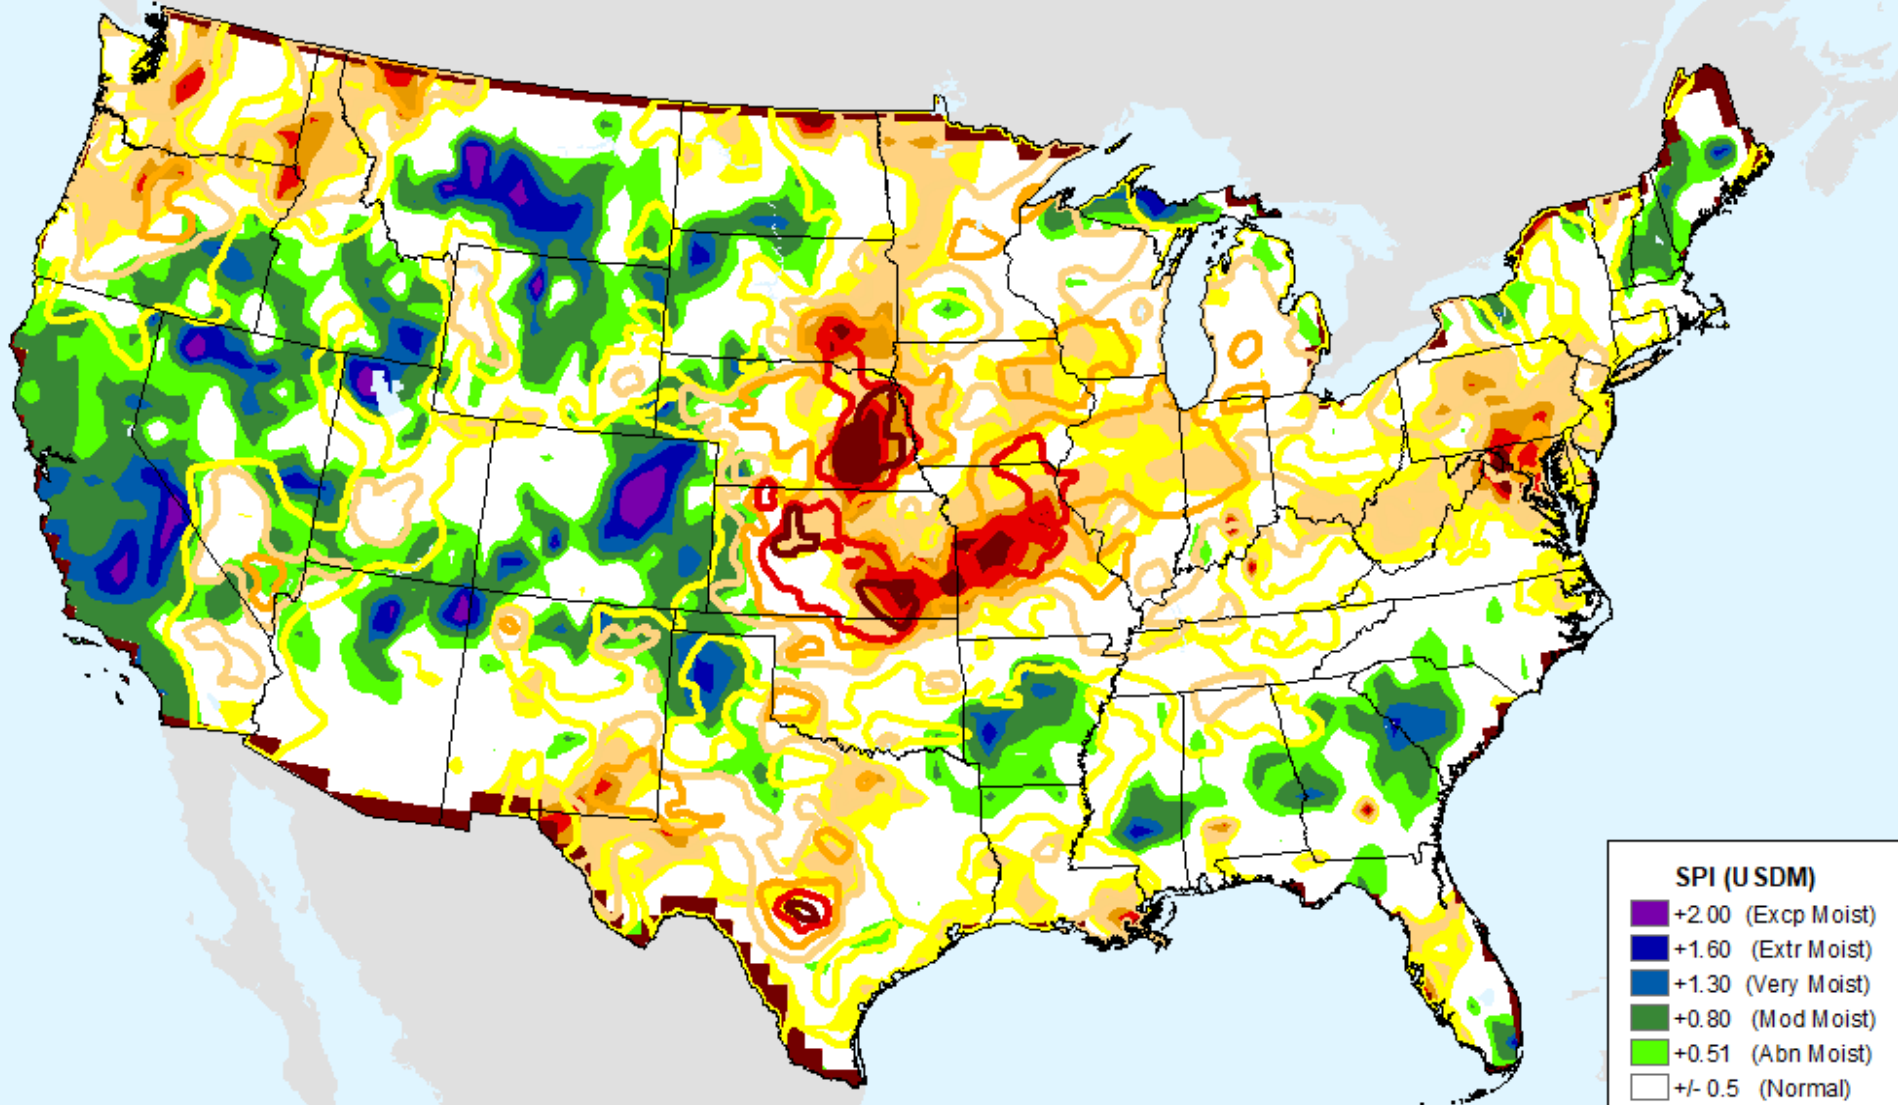 SPI (USDM)
+2.00 (Excp Moist)
+1.60 (Extr Moist)
+1.30 (Very Moist)
+0.80 (Mod Moist)
+0.51 (Abn Moist)
+/- 0.5 (Normal)